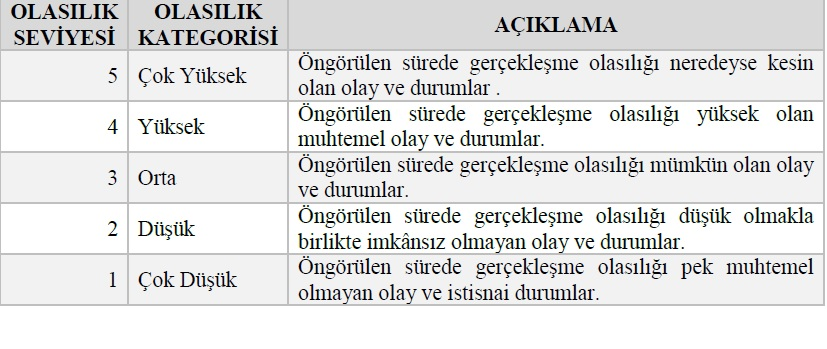 OLASILIK SEVİYESİ OLASILIK KATEGORİSİ AÇIKLAMA
5 Çok Yüksek Öngörülen sürede gerçekleşme olasılığı neredeyse kesin
olan olay ve durumlar .
4 Yüksek Öngörülen sürede gerçekleşme olasılığı yüksek olan
muhtemel olay ve durumlar.
3 Orta Öngörülen sürede gerçekleşme olasılığı mümkün olan olay
ve durumlar.
2 Düşük Öngörülen sürede gerçekleşme olasılığı düşük olmakla
birlikte imkânsız olmayan olay ve durumlar.
1 Çok Düşük Öngörülen sürede gerçekleşme olasılığı pek muhtemel
olmayan olay ve istisnai durumlar.